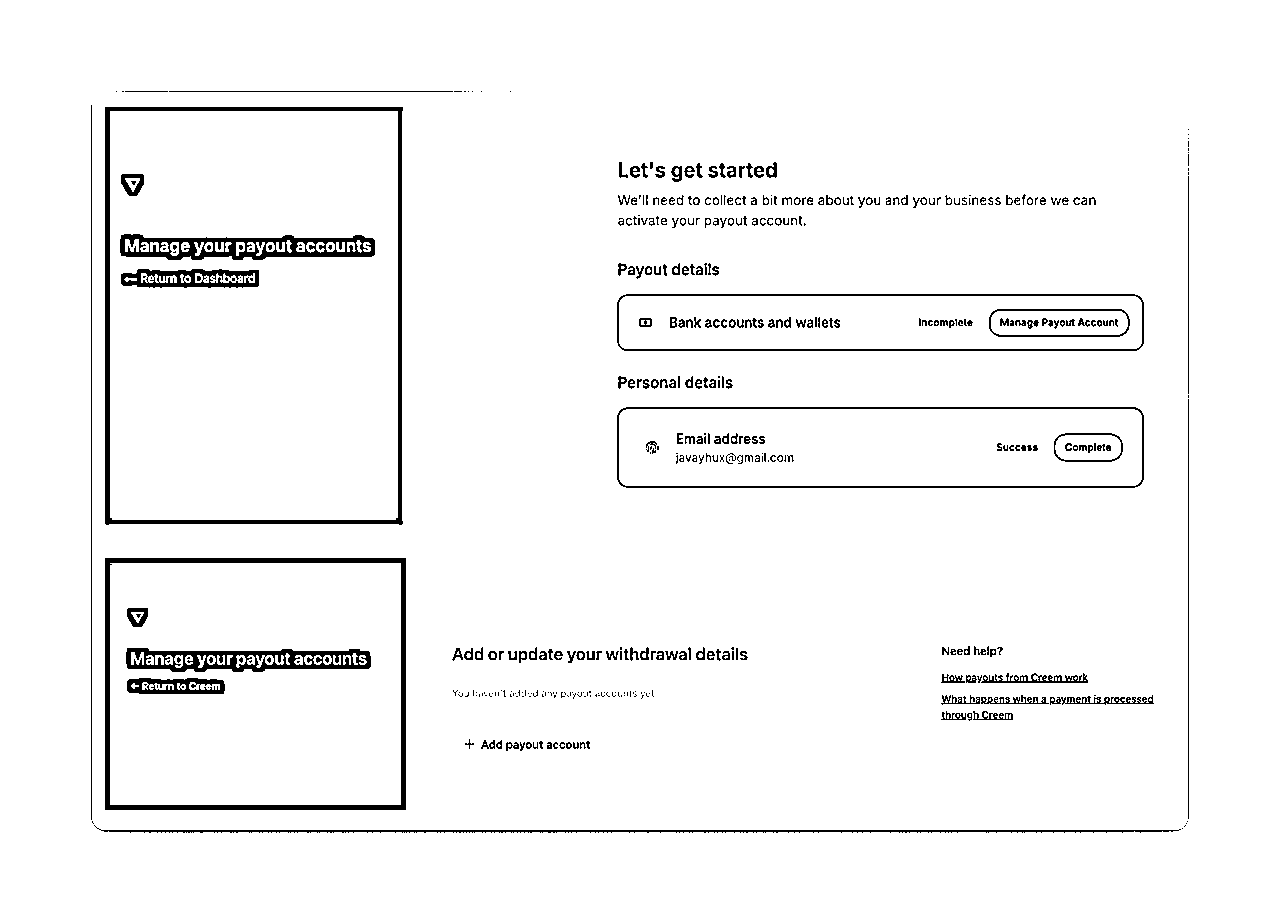 Manage your payout accounts
← Return to Dashboard
Let's get started
We'll need to collect a bit more about you and your business before we can
activate your payout account.
Payout details
Bank accounts and wallets
Incomplete
Manage Payout Account
Personal details
Email address
javayhux@gmail.com
Success
Complete
Manage your payout accounts
← Return to Creem
Add or update your withdrawal details
You haven't added any payout accounts yet
+ Add payout account
Need help?
How payouts from Creem work
What happens when a payment is processed
through Creem